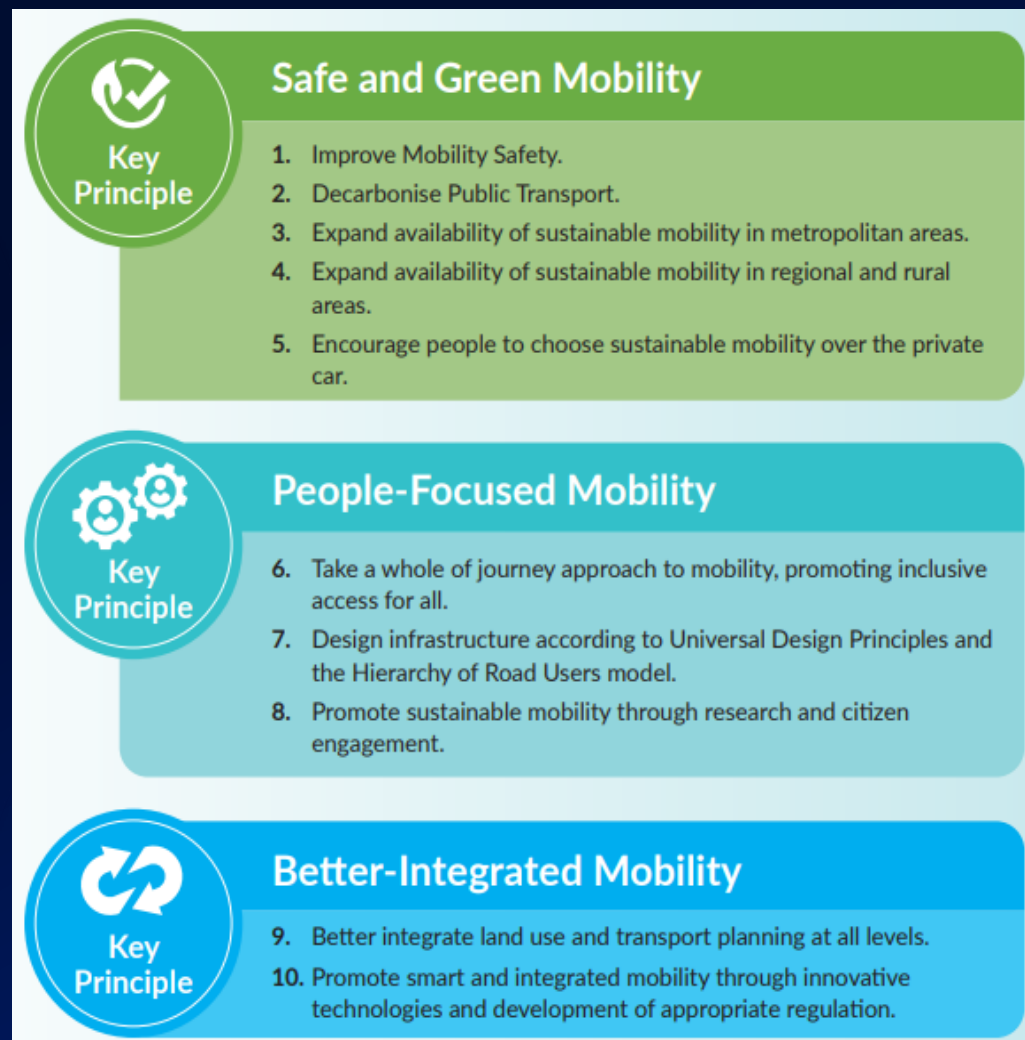 Key
Principle
Safe and Green Mobility
1. Improve Mobility Safety.
2. Decarbonise Public Transport.
3. Expand availability of sustainable mobility in metropolitan areas.
4. Expand availability of sustainable mobility in regional and rural
areas.
5. Encourage people to choose sustainable mobility over the private
car.
Key
Principle
People-Focused Mobility
6. Take a whole of journey approach to mobility, promoting inclusive
access for all.
7. Design infrastructure according to Universal Design Principles and
the Hierarchy of Road Users model.
8. Promote sustainable mobility through research and citizen
engagement.
Key
Principle
Better-Integrated Mobility
9. Better integrate land use and transport planning at all levels.
10. Promote smart and integrated mobility through innovative
technologies and development of appropriate regulation.